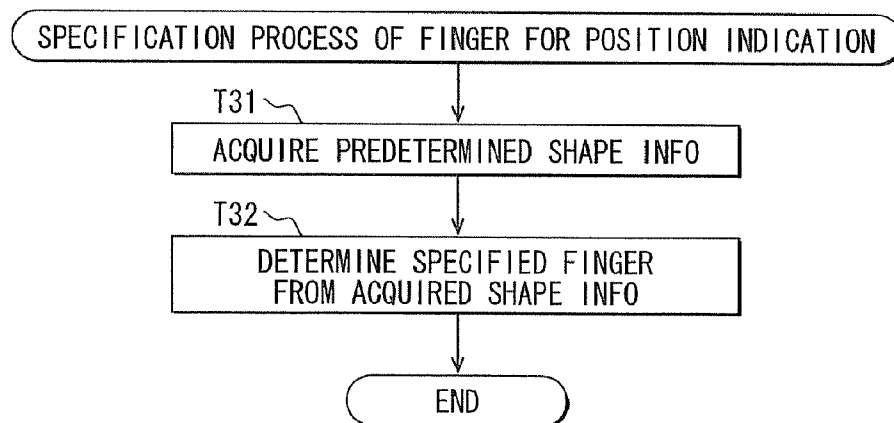 SPECIFICATION PROCESS OF FINGER FOR POSITION INDICATION
T31
ACQUIRE PREDETERMINED SHAPE INFO
T32
DETERMINE SPECIFIED FINGER
FROM ACQUIRED SHAPE INFO
END